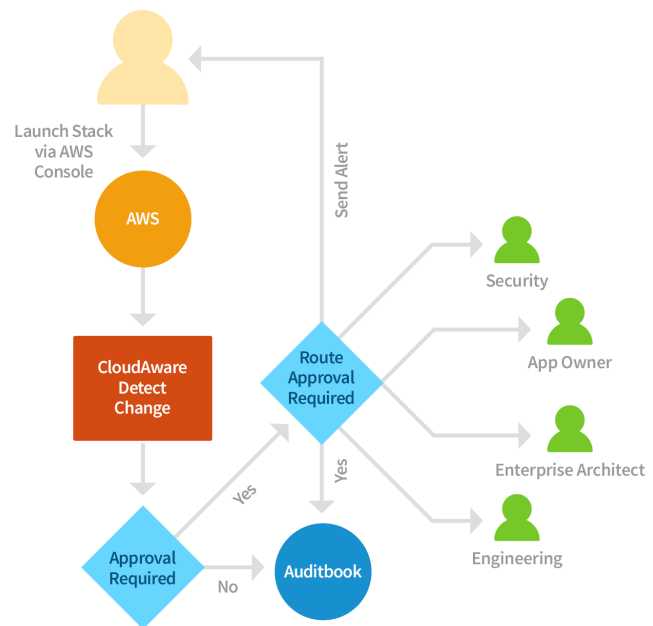 Launch Stack
via AWS
Console
AWS
Send Alert
Security
CloudAware
Detect
Change
Route
Approval
Required
App Owner
Enterprise Architect
Yes
Yes
Engineering
Approval
Required
No
Auditbook